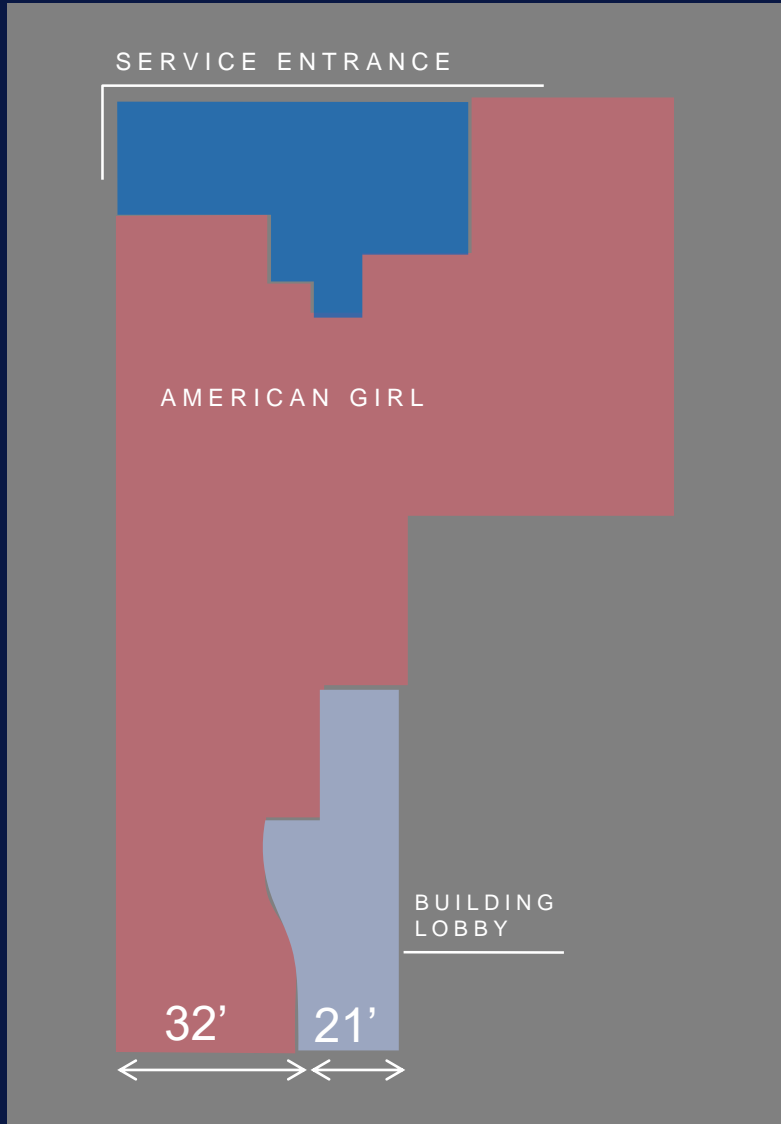 SERVICE ENTRANCE
AMERICAN GIRL
BUILDING
LOBBY
32’
21’